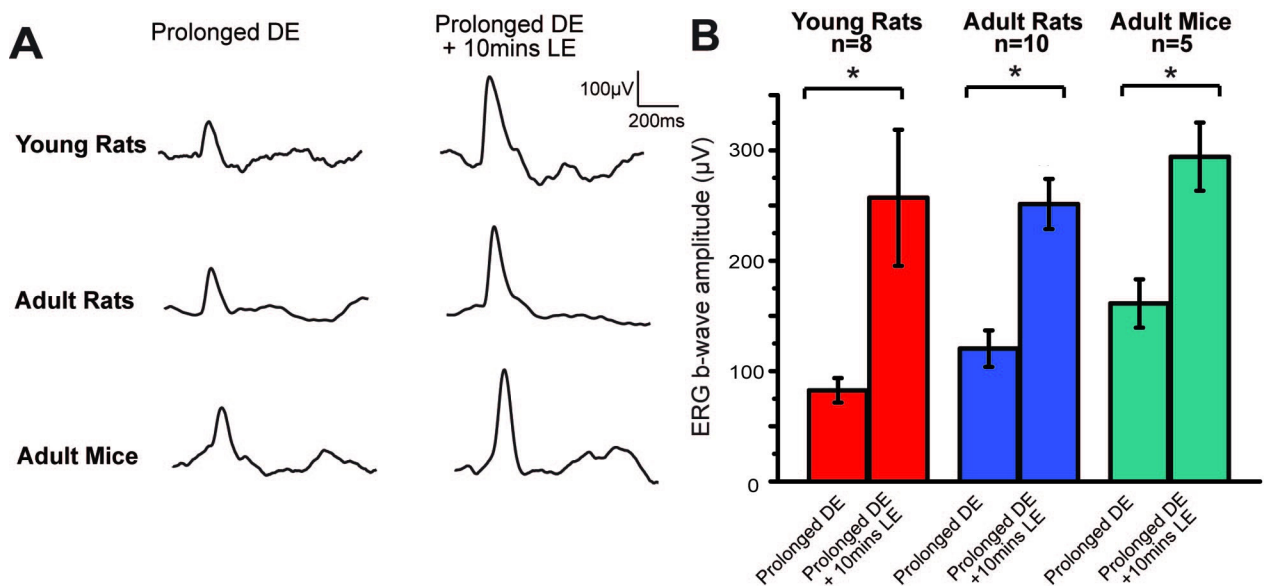 A
Prolonged DE
Prolonged DE
+ 10mins LE
100µV
200ms
Young Rats
Adult Rats
Adult Mice
B
Young Rats
n=8
Adult Rats
n=10
Adult Mice
n=5
*
*
*
ERG b-wave amplitude (µV)
300
200
100
0
Prolonged DE
Prolonged DE
+ 10mins LE
Prolonged DE
Prolonged DE
+10mins LE
Prolonged DE
Prolonged DE
+ 10mins LE